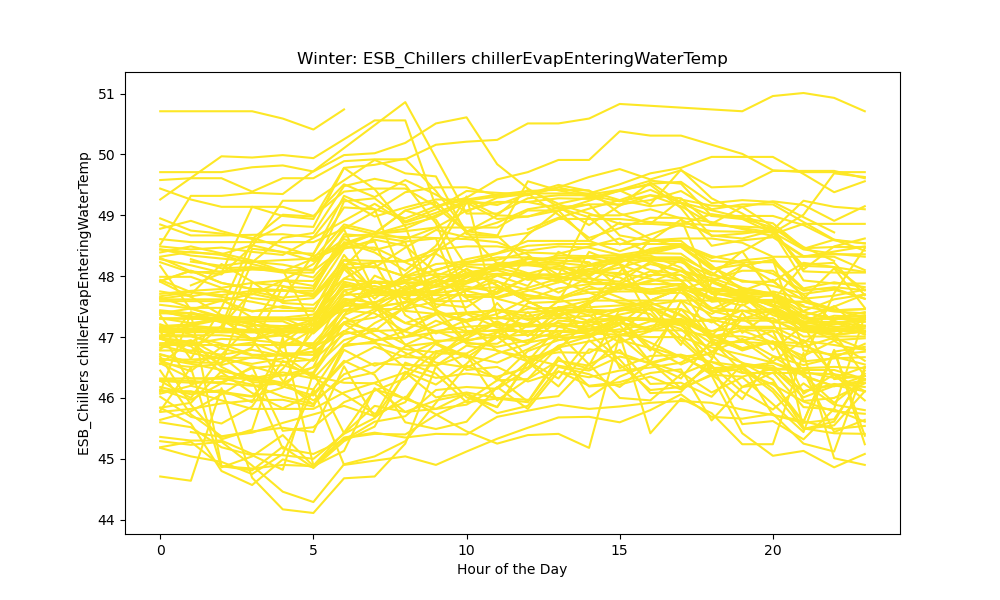 Winter: ESB_Chillers chillerEvapEnteringWaterTemp
ESB_Chillers chillerEvapEnteringWaterTemp
51
50
49
48
47
46
45
44
0 5 10 15 20
Hour of the Day